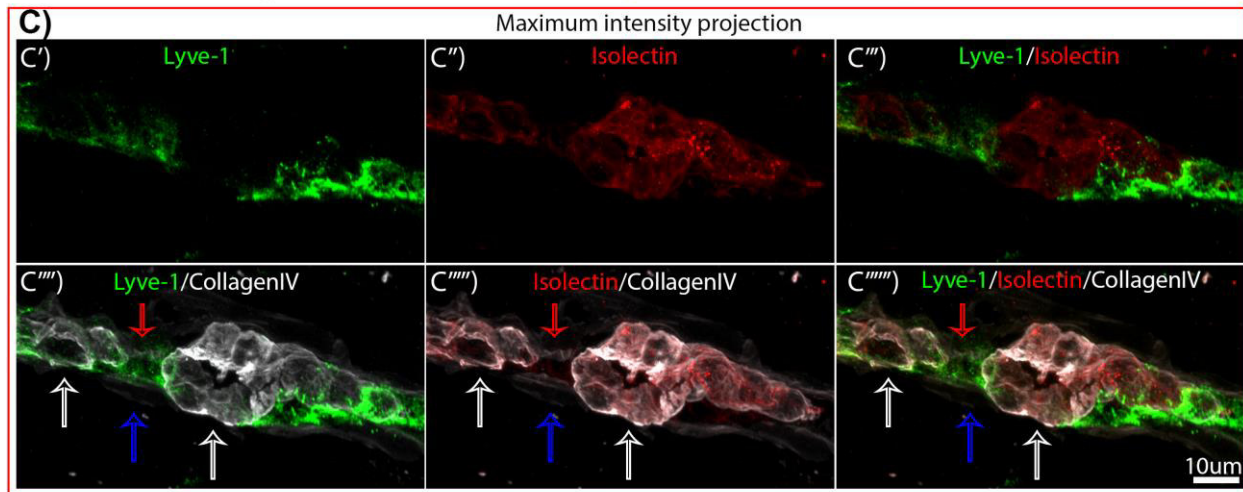 C) Maximum intensity projection
C') Lyve-1
C'') Isolectin
C''') Lyve-1/Isolectin
C'''') Lyve-1/CollagenIV
C''''') Isolectin/CollagenIV
C'''''') Lyve-1/Isolectin/CollagenIV
10um